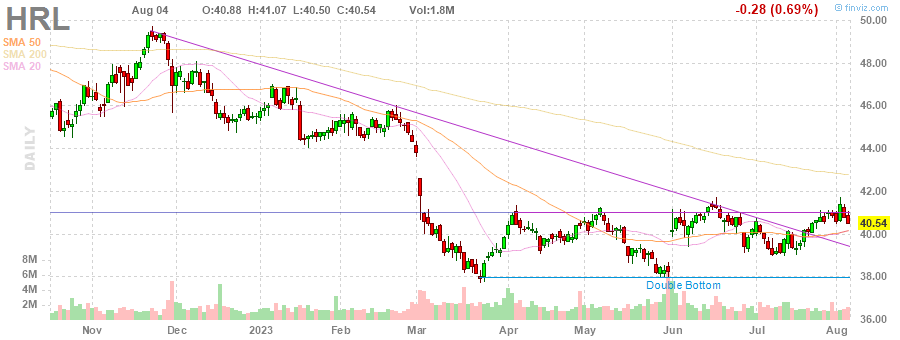 HRL
Aug 04 O:40.88 H:41.07 L:40.50 C:40.54 Vol:1.8M
-0.28 (0.69%)
© finviz.com
SMA 50
SMA 200
SMA 20
DAILY
50.00
48.00
46.00
44.00
42.00
40.54
40.00
38.00
36.00
8M
6M
4M
2M
Double Bottom
Nov Dec 2023 Feb Mar Apr May Jun Jul Aug